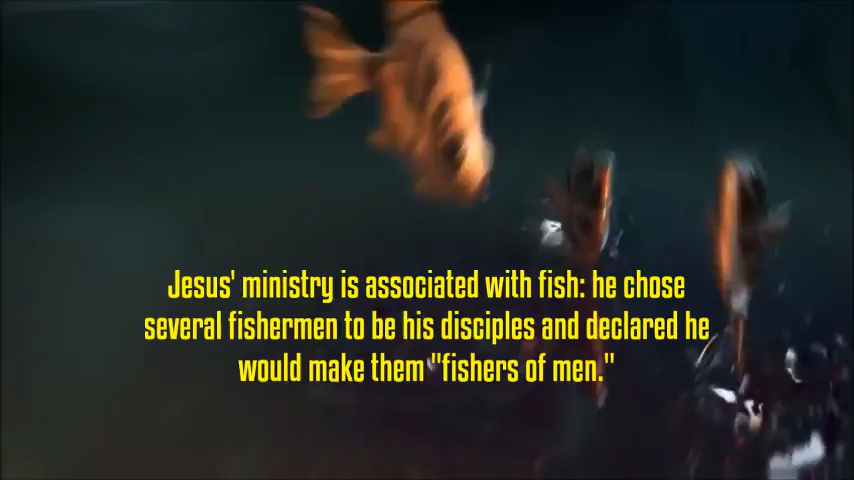 Jesus' ministry is associated with fish: he chose
several fishermen to be his disciples and declared he
would make them "fishers of men."